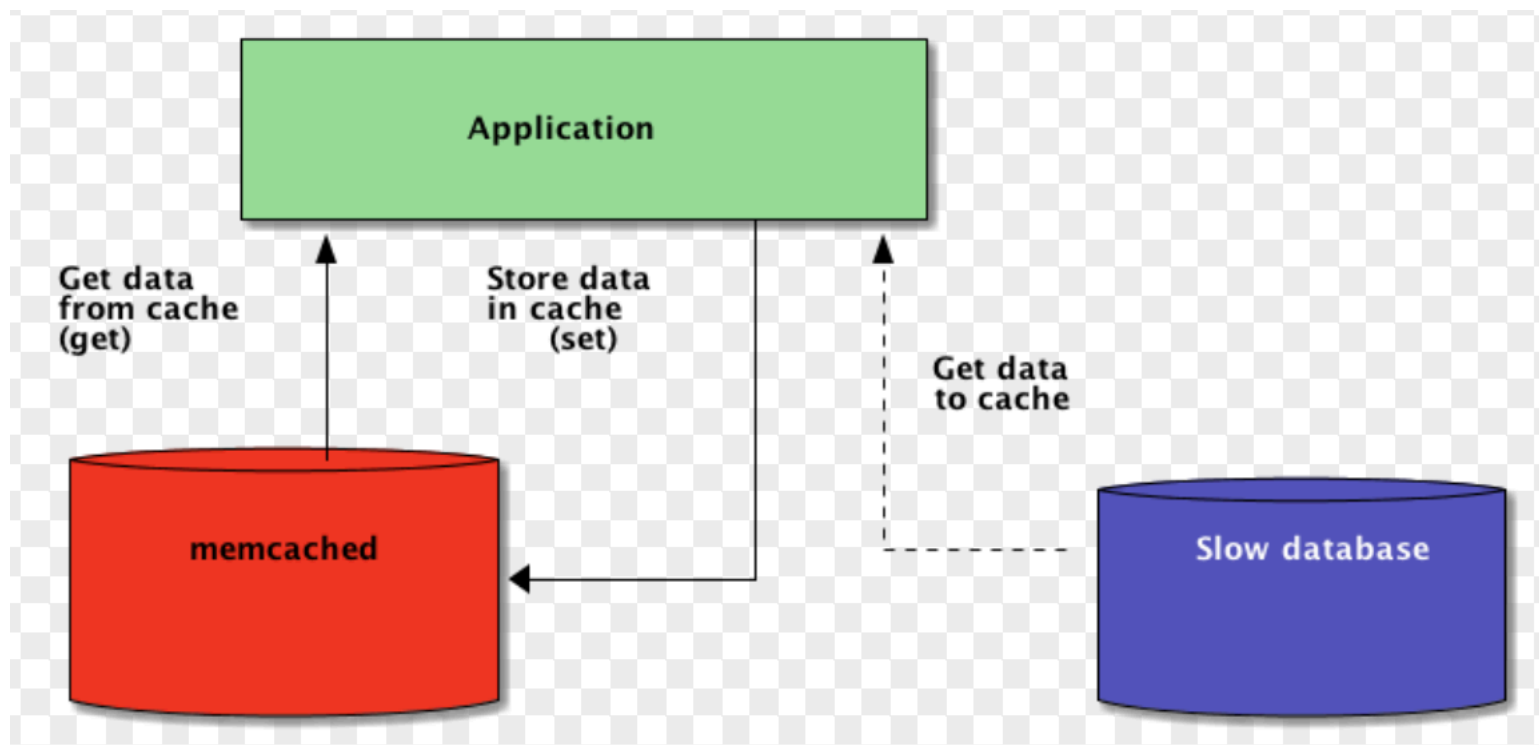 Application
Get data
from cache
(get)
Store data
in cache
(set)
Get data
to cache
memcached
Slow database